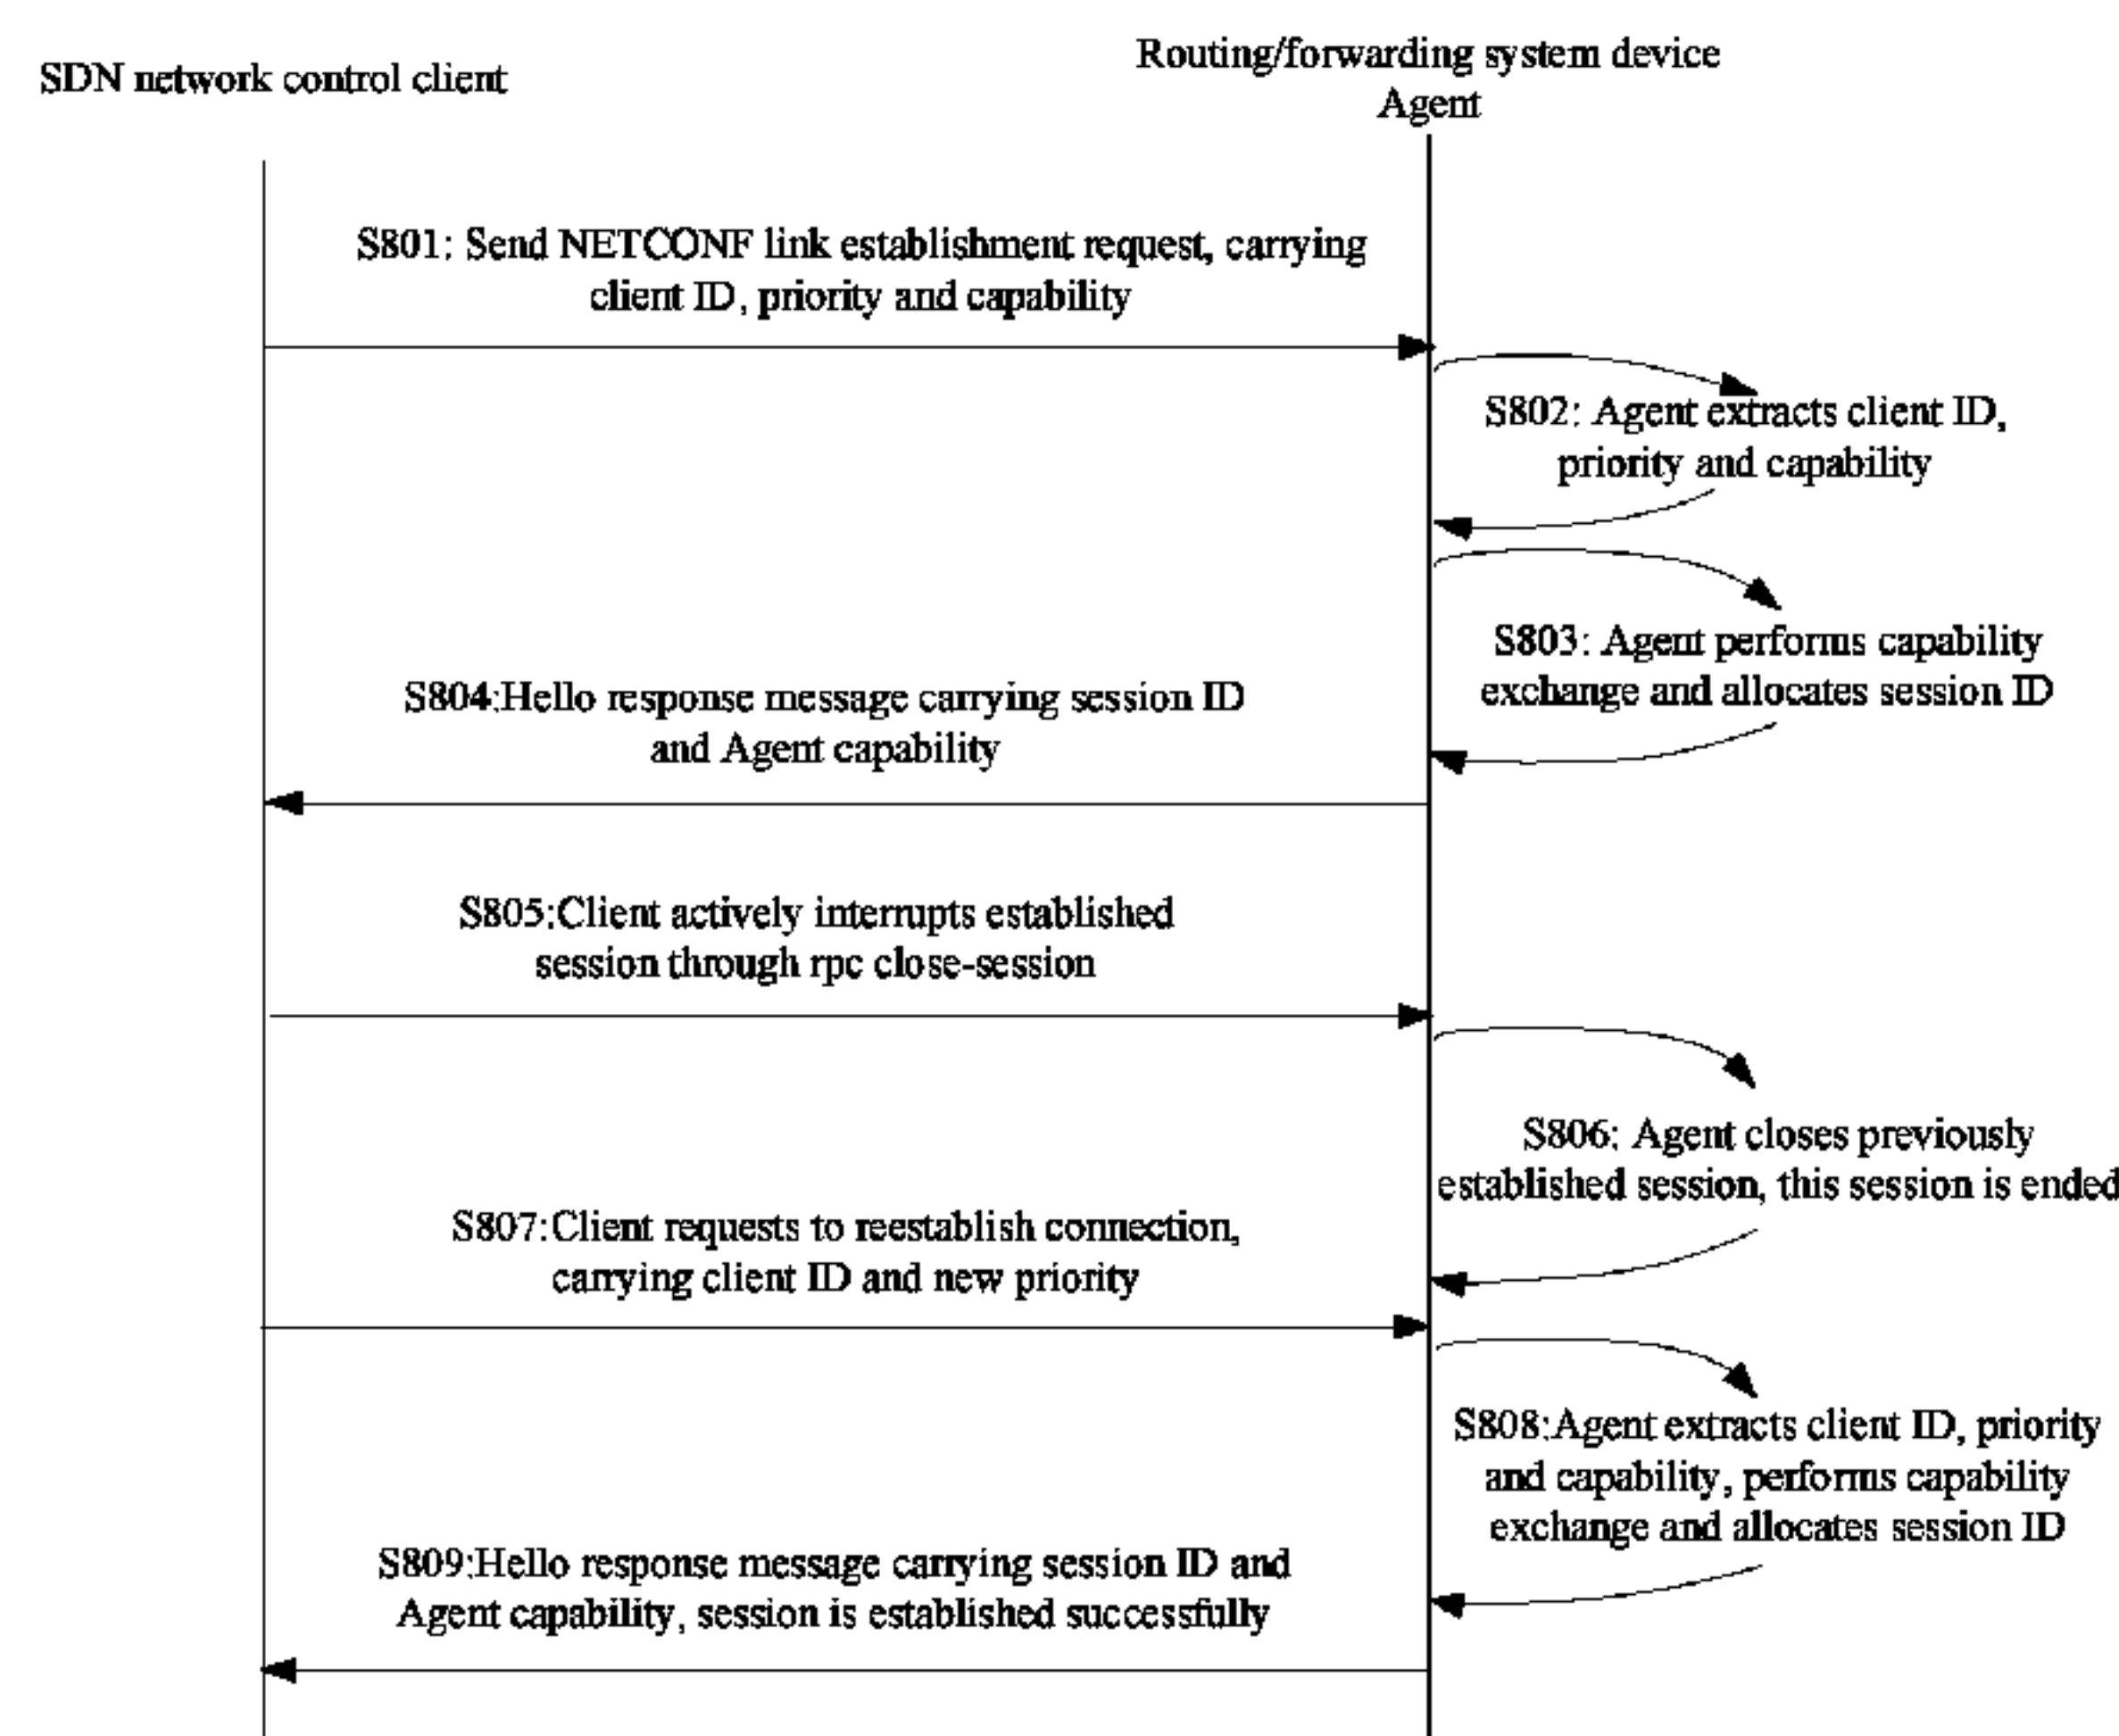 SDN network control client
Routing/forwarding system device
Agent
S801: Send NETCONF link establishment request, carrying
client ID, priority and capability
S802: Agent extracts client ID,
priority and capability
S803: Agent performs capability
exchange and allocates session ID
S804:Hello response message carrying session ID
and Agent capability
S805:Client actively interrupts established
session through rpc close-session
S806: Agent closes previously
established session, this session is ended
S807:Client requests to reestablish connection,
carrying client ID and new priority
S808:Agent extracts client ID, priority
and capability, performs capability
exchange and allocates session ID
S809:Hello response message carrying session ID and
Agent capability, session is established successfully